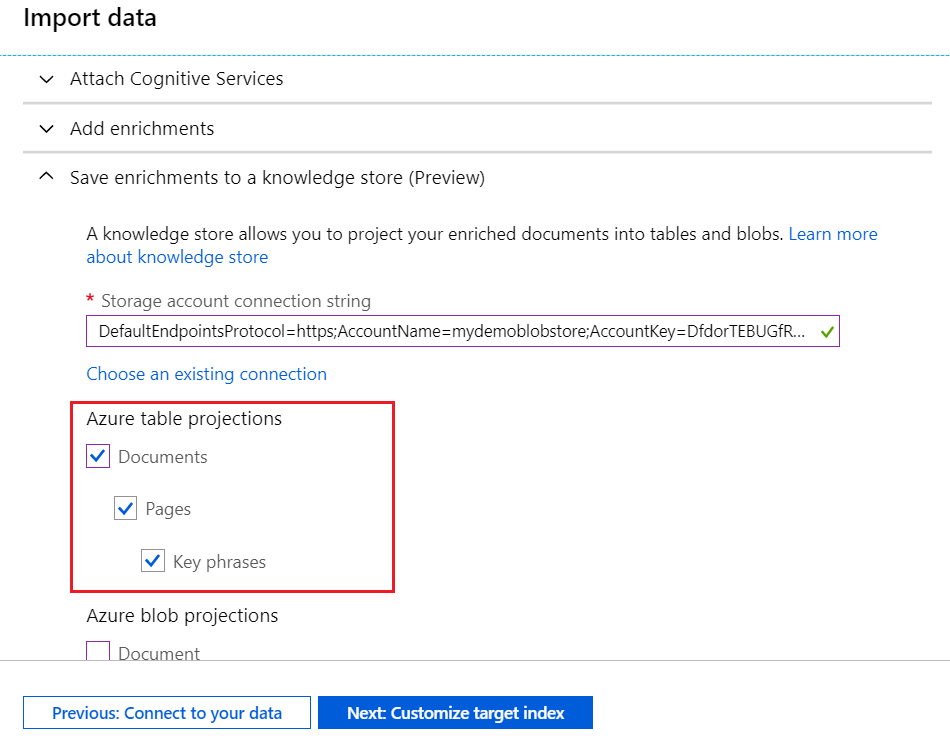 Import data
Attach Cognitive Services
Add enrichments
Save enrichments to a knowledge store (Preview)
A knowledge store allows you to project your enriched documents into tables and blobs. Learn more
about knowledge store
* Storage account connection string
DefaultEndpointsProtocol=https;AccountName=mydemoblobstore;AccountKey=DfdorTEBUGfR...
Choose an existing connection
Azure table projections
Documents
Pages
Key phrases
Azure blob projections
Document
Previous: Connect to your data
Next: Customize target index